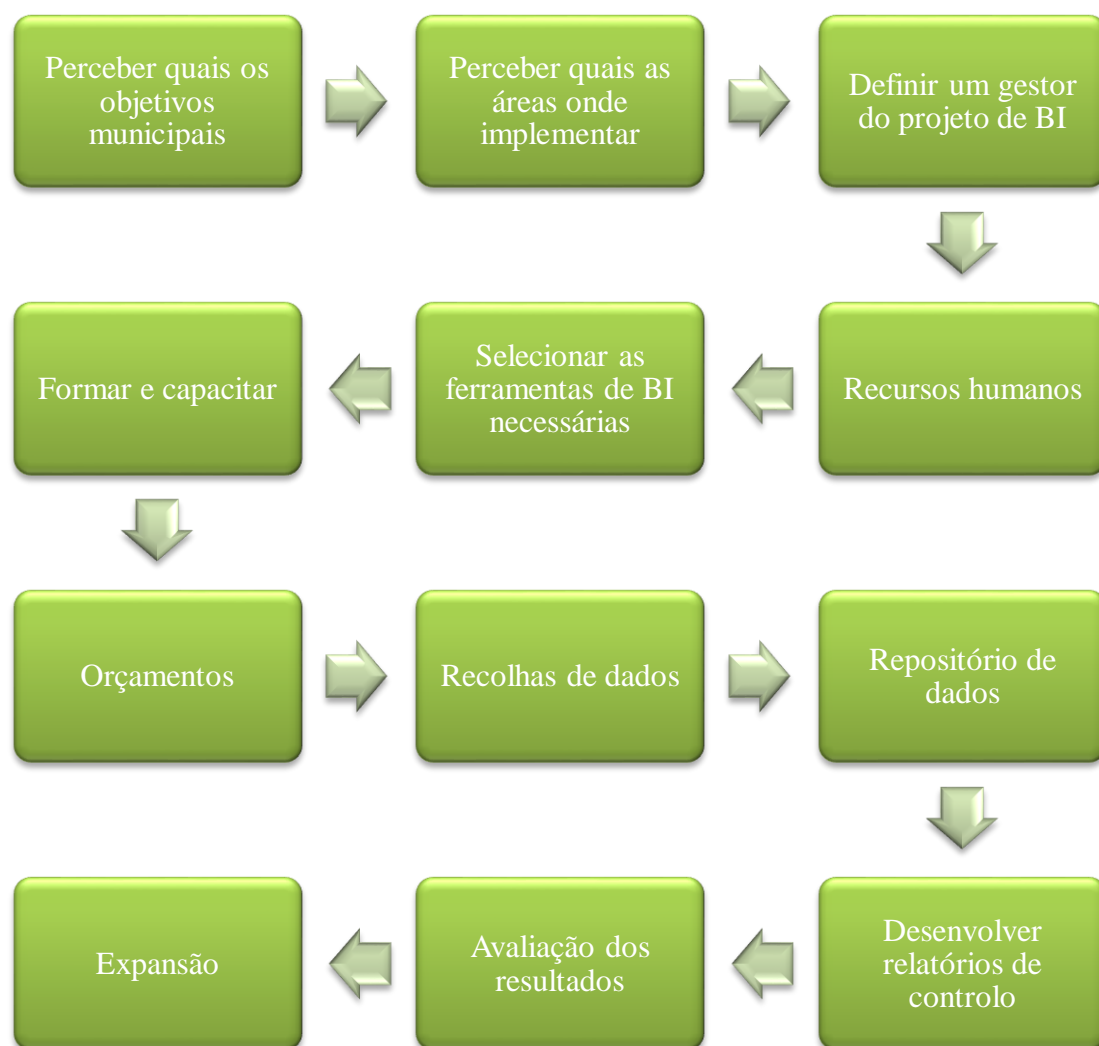 Perceber quais os
objetivos
municipais
Perceber quais as
áreas onde
implementar
Definir um gestor
do projeto de BI
Recursos humanos
Selecionar as
ferramentas de BI
necessárias
Formar e capacitar
Orçamentos
Recolhas de dados
Repositório de
dados
Desenvolver
relatórios de
controlo
Avaliação dos
resultados
Expansão